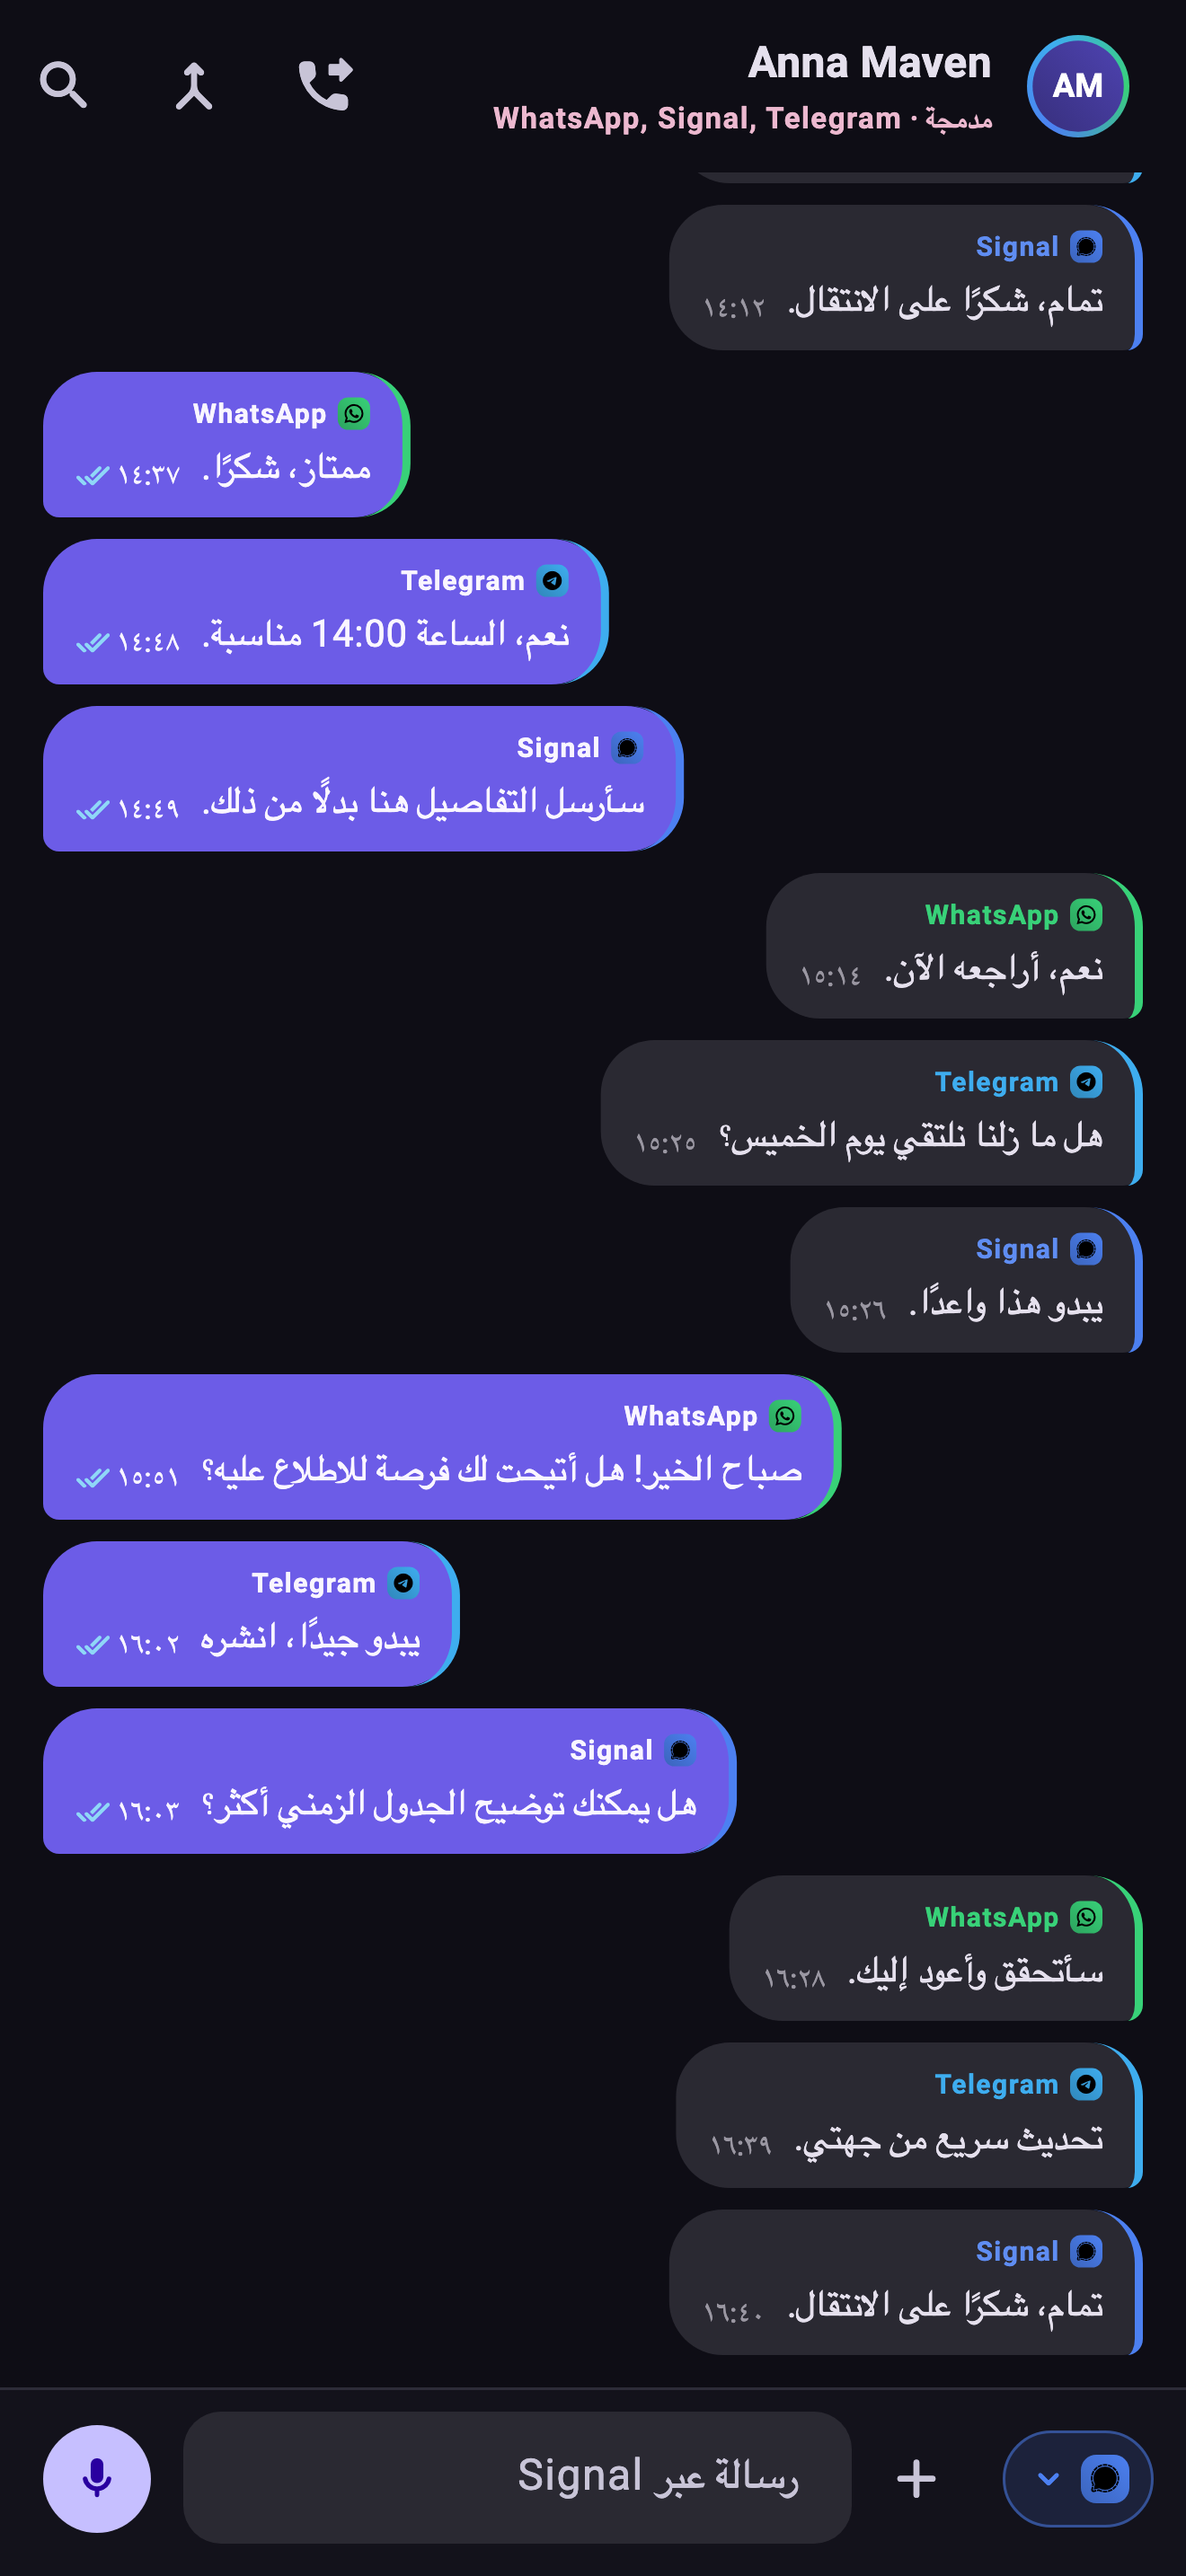 AM
Anna Maven
مدمجة · WhatsApp, Signal, Telegram
Signal
تمام، شكرًا على الانتقال. ١٤:١٢
WhatsApp
ممتاز، شكرًا. ١٤:٣٧
Telegram
نعم، الساعة 14:00 مناسبة. ١٤:٤٨
Signal
سأرسل التفاصيل هنا بدلًا من ذلك. ١٤:٤٩
WhatsApp
نعم، أراجعه الآن. ١٥:١٤
Telegram
هل ما زلنا نلتقي يوم الخميس؟ ١٥:٢٥
Signal
يبدو هذا واعدًا. ١٥:٢٦
WhatsApp
صباح الخير! هل أتيحت لك فرصة للاطلاع عليه؟ ١٥:٥١
Telegram
يبدو جيدًا، انشره ١٦:٠٢
Signal
هل يمكنك توضيح الجدول الزمني أكثر؟ ١٦:٠٣
WhatsApp
سأتحقق وأعود إليك. ١٦:٢٨
Telegram
تحديث سريع من جهتي. ١٦:٣٩
Signal
تمام، شكرًا على الانتقال. ١٦:٤٠
رسالة عبر Signal